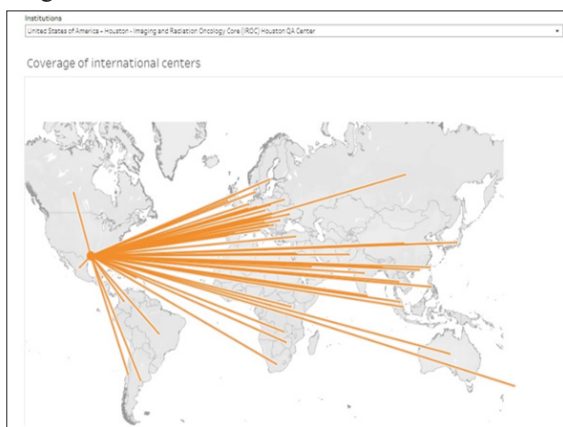 Institutions
United States of America - Houston - Imaging and Radiation Oncology Core (IROC) Houston QA Center
Coverage of international centers